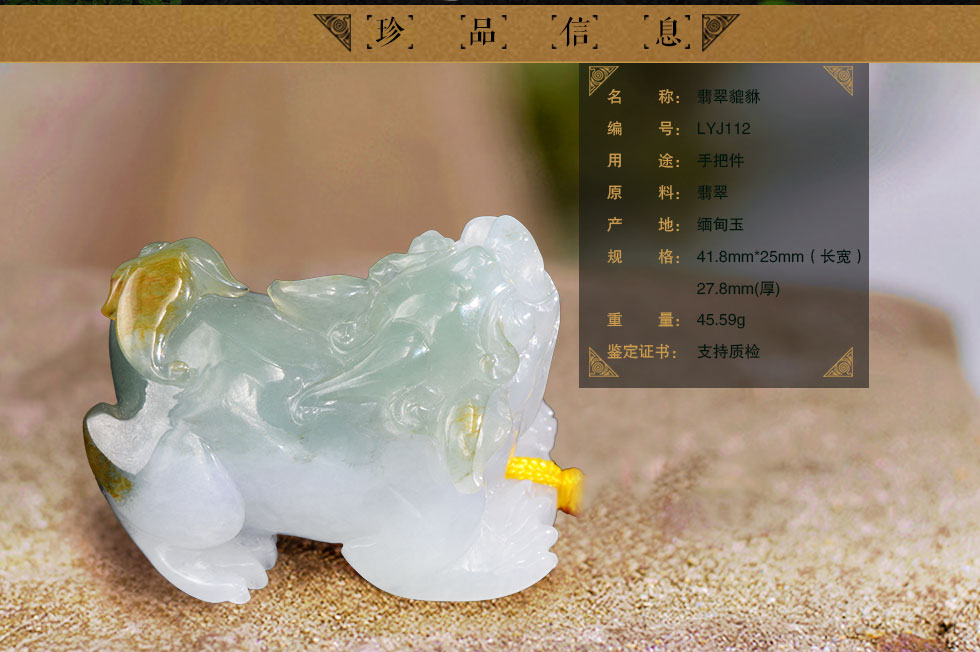 珍品信息
名称：翡翠貔貅
编号：LYJ112
用途：手把件
原料：翡翠
产地：缅甸玉
规格：41.8mm*25mm（长宽）
27.8mm(厚)
重量：45.59g
鉴定证书：支持质检